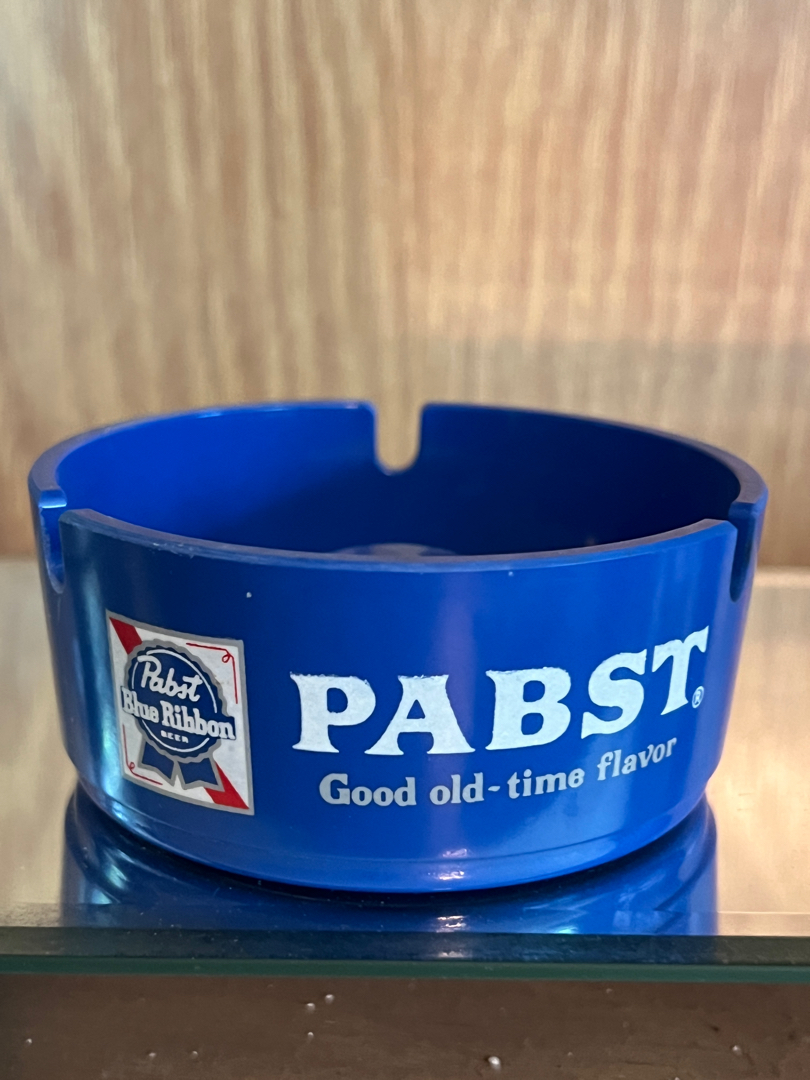 Pabst
Blue Ribbon
BEER
PABST®
Good old-time flavor